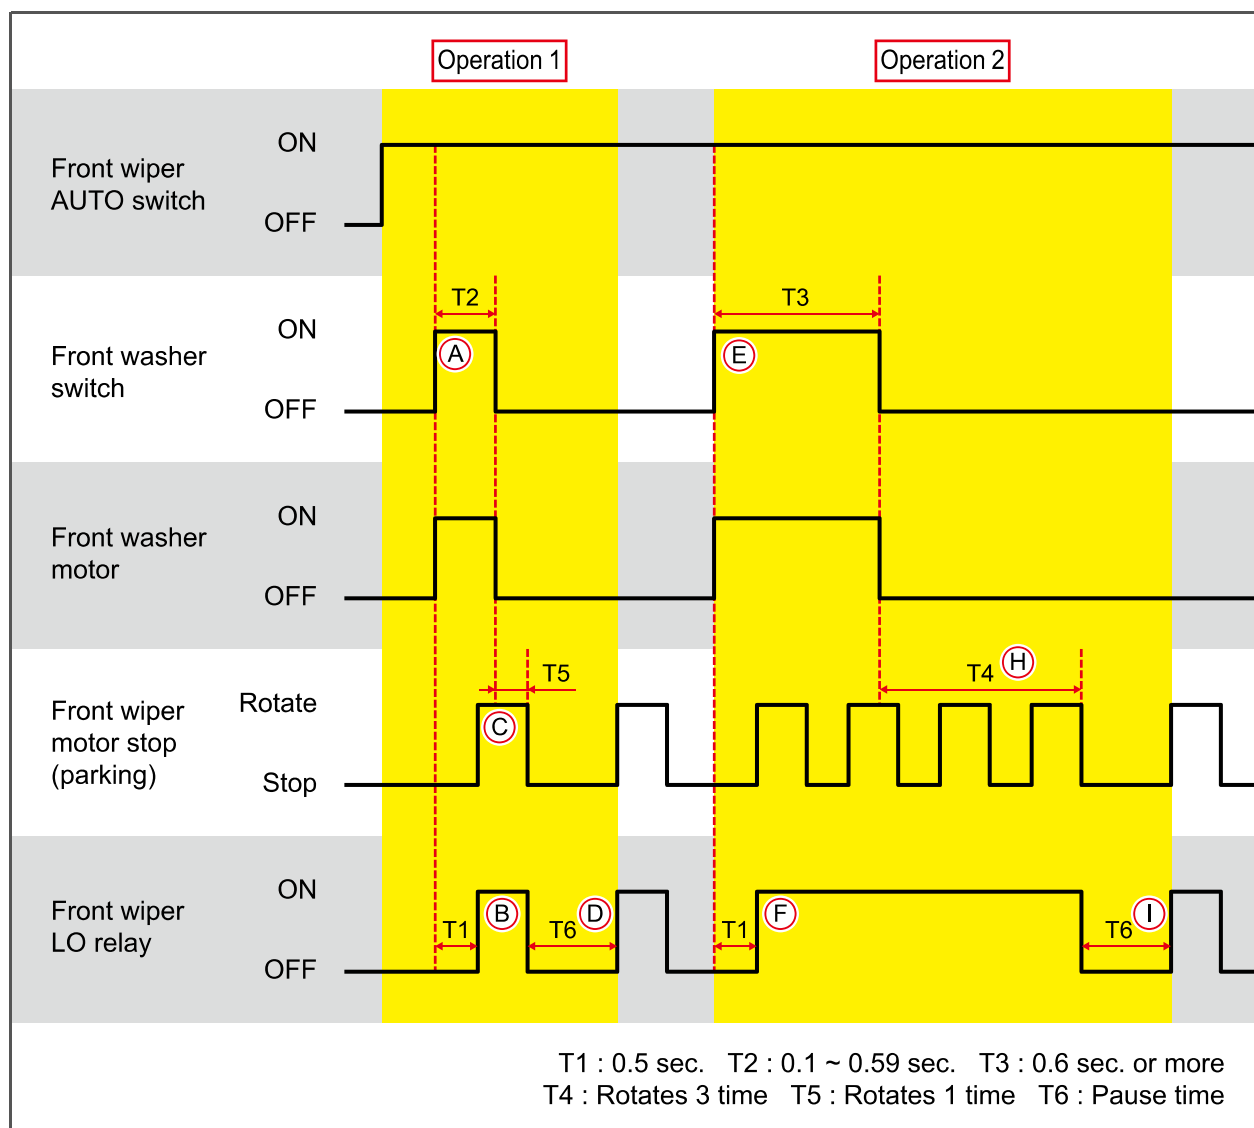 Operation 1
Operation 2
Front wiper
AUTO switch
ON
OFF
Front washer
switch
ON
OFF
T2
A
T3
E
Front washer
motor
ON
OFF
Front wiper
motor stop
(parking)
Rotate
Stop
T5
C
T4
H
Front wiper
LO relay
ON
OFF
T1
B
T6
D
T1
F
T6
I
T1 : 0.5 sec. T2 : 0.1 ~ 0.59 sec. T3 : 0.6 sec. or more
T4 : Rotates 3 time T5 : Rotates 1 time T6 : Pause time